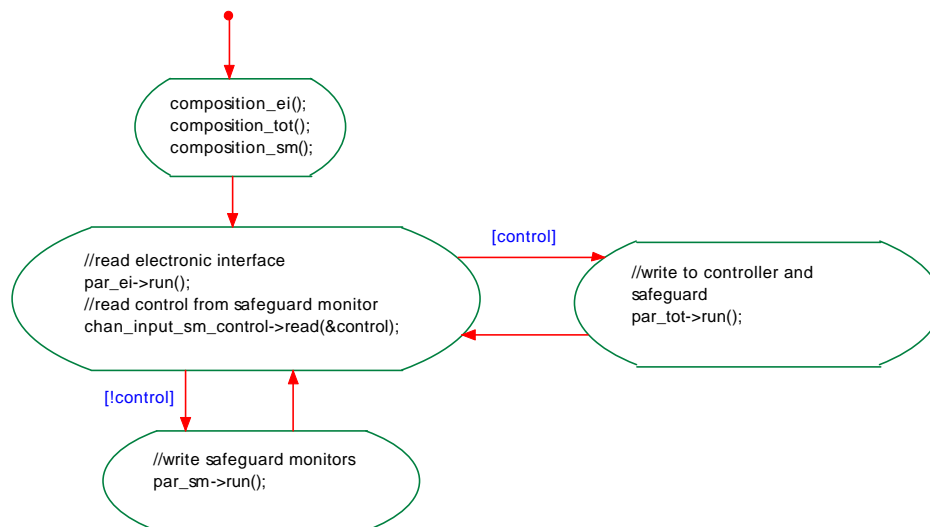 composition_ei();
composition_tot();
composition_sm();
//read electronic interface
par_ei->run();
//read control from safeguard monitor
chan_input_sm_control->read(&control);
[control]
//write to controller and
safeguard
par_tot->run();
[!control]
//write safeguard monitors
par_sm->run();